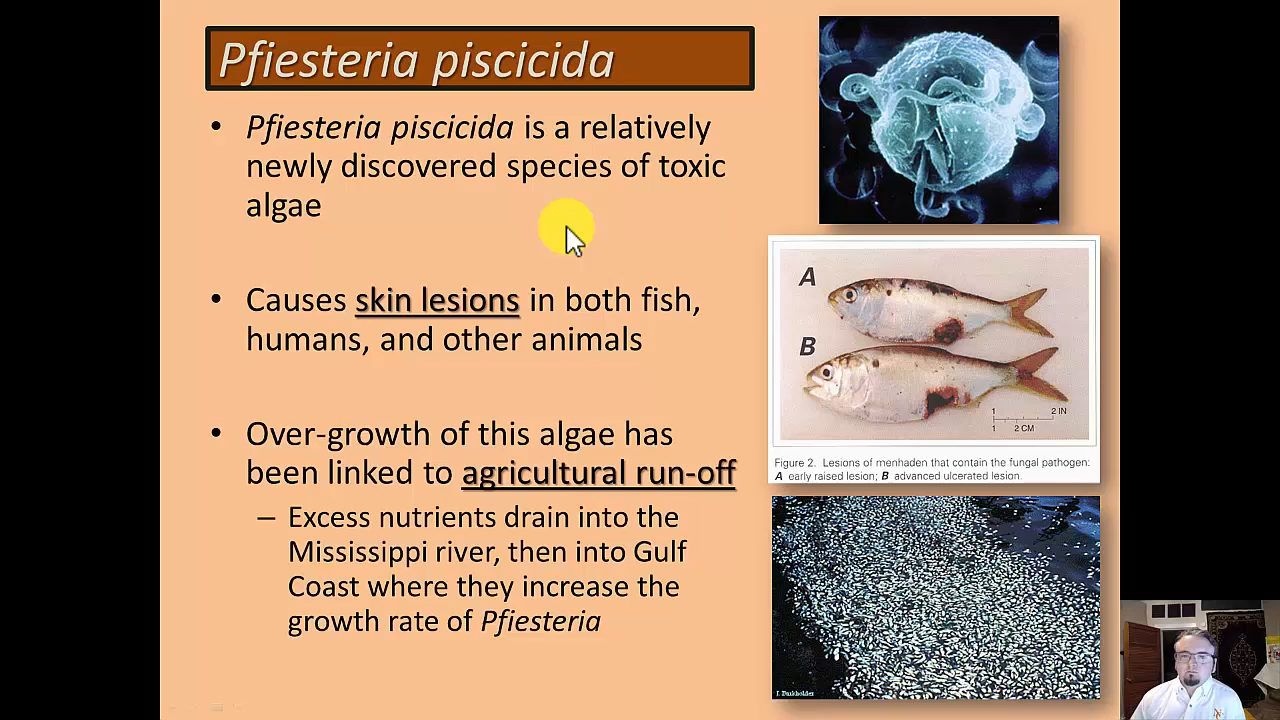 Pfiesteria piscicida
• Pfiesteria piscicida is a relatively
newly discovered species of toxic
algae
• Causes skin lesions in both fish,
humans, and other animals
• Over-growth of this algae has
been linked to agricultural run-off
– Excess nutrients drain into the
Mississippi river, then into Gulf
Coast where they increase the
growth rate of Pfiesteria
A
B
1 2 IN
1 2 CM
Figure 2. Lesions of menhaden that contain the fungal pathogen:
A early raised lesion; B advanced ulcerated lesion.
J. Burkholder